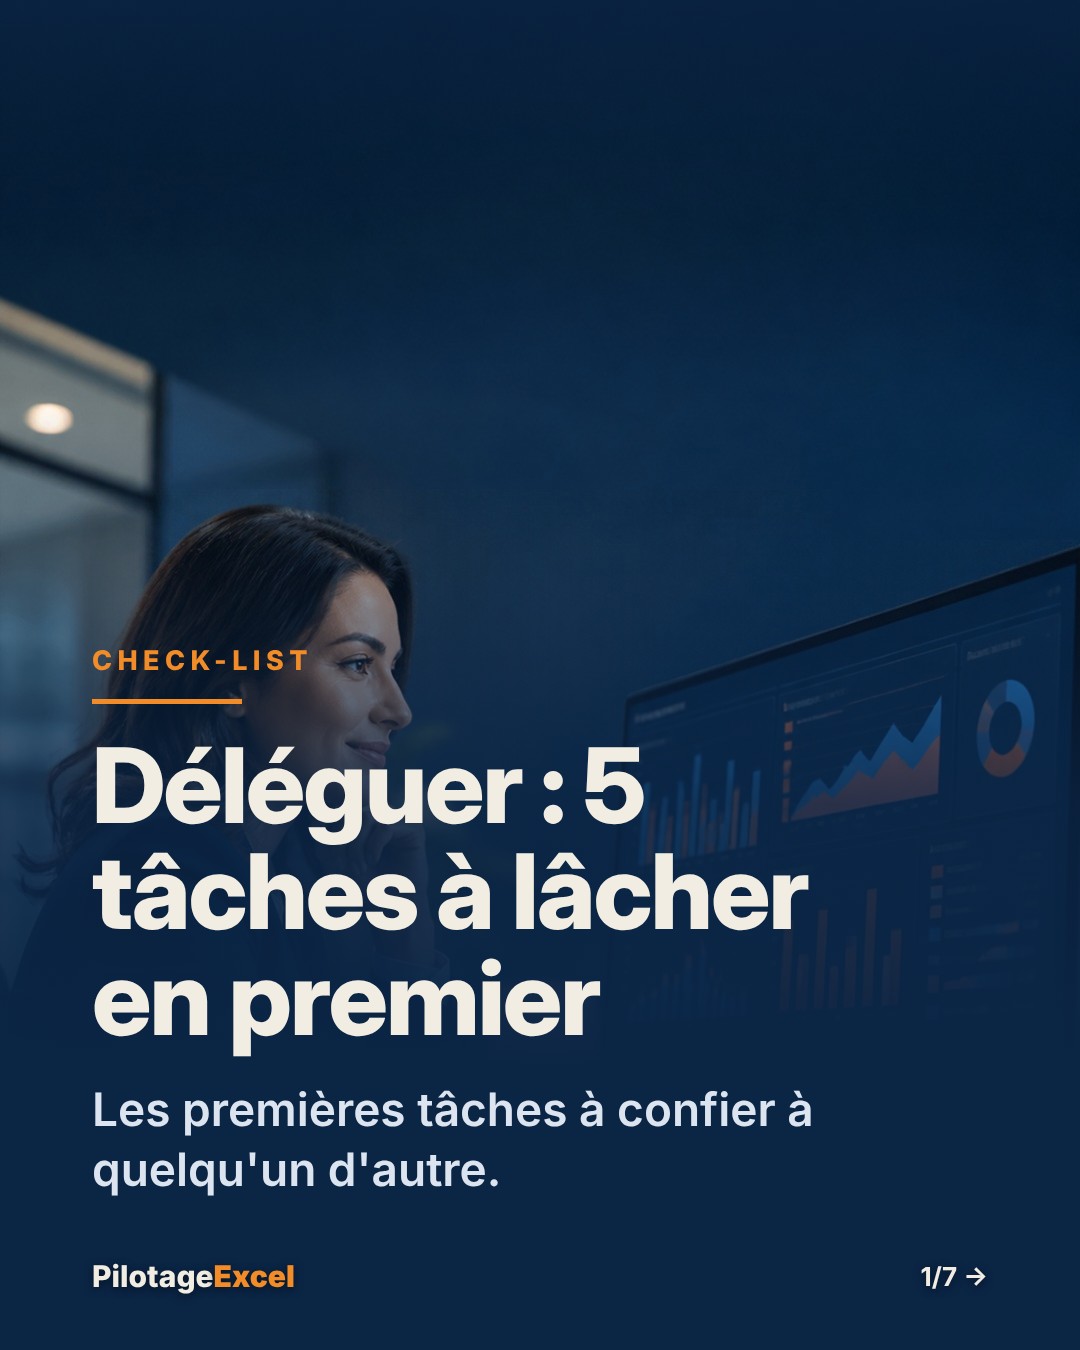 CHECK-LIST
Déléguer : 5
tâches à lâcher
en premier
Les premières tâches à confier à
quelqu'un d'autre.
PilotageExcel
1/7 →